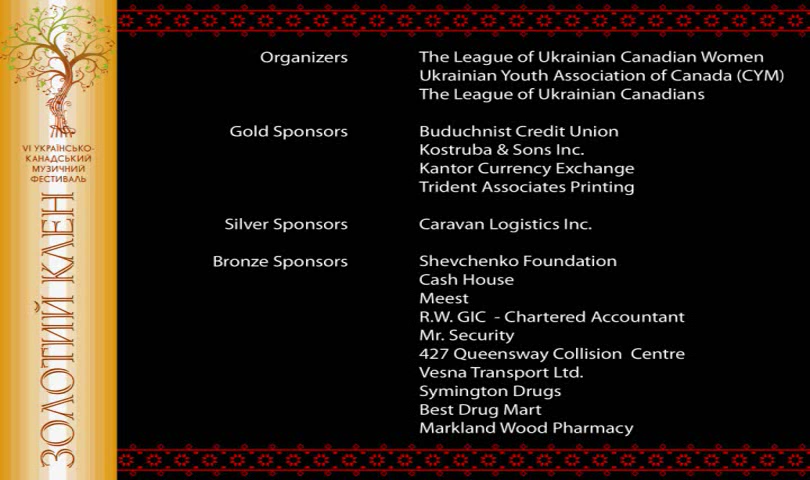 VI УКРАЇНСЬКО-
КАНАДСЬКИЙ
МУЗИЧНИЙ
ФЕСТИВАЛЬ
ЗОЛОТИЙ КЛЕН
Organizers The League of Ukrainian Canadian Women
Ukrainian Youth Association of Canada (CYM)
The League of Ukrainian Canadians
Gold Sponsors Buduchnist Credit Union
Kostruba & Sons Inc.
Kantor Currency Exchange
Trident Associates Printing
Silver Sponsors Caravan Logistics Inc.
Bronze Sponsors Shevchenko Foundation
Cash House
Meest
R.W. GIC - Chartered Accountant
Mr. Security
427 Queensway Collision Centre
Vesna Transport Ltd.
Symington Drugs
Best Drug Mart
Markland Wood Pharmacy